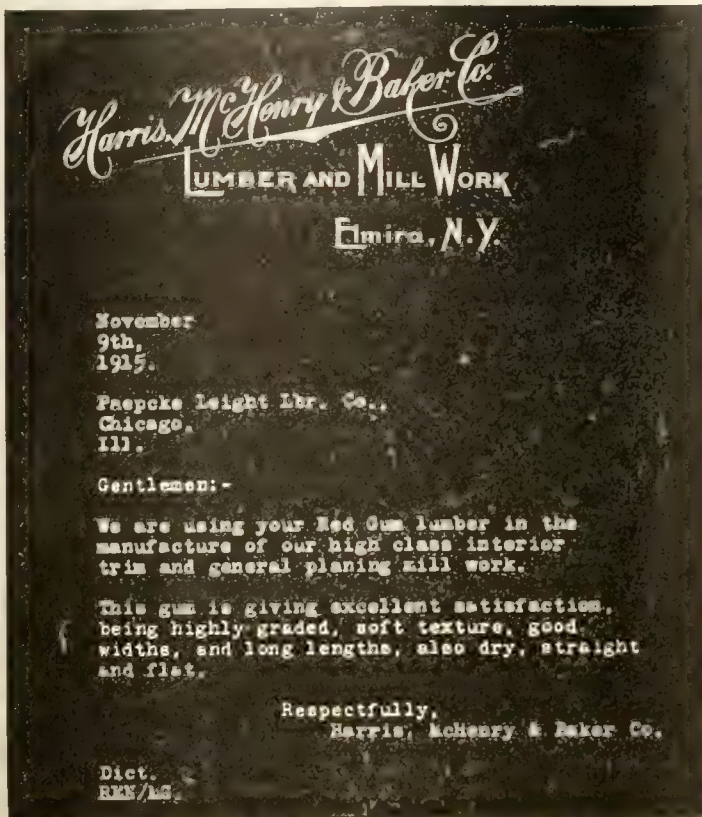 Harris, McHenry & Baker Co.
LUMBER AND MILL WORK
Elmira, N.Y.
November
9th,
1915.
Paepcke Leight Lbr. Co.,
Chicago,
Ill.
Gentlemen:-
We are using your Red Gum lumber in the
manufacture of our high class interior
trim and general planing mill work.
This gum is giving excellent satisfaction,
being highly graded, soft texture, good
widths, and long lengths, also dry, straight
and flat.
Respectfully,
Harris, McHenry & Baker Co.
Dict.